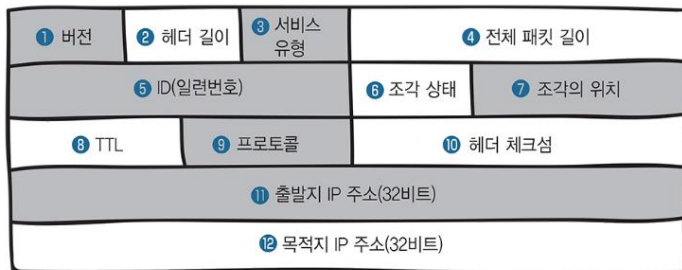 ❶ 버전
❷ 헤더 길이
❸ 서비스
유형
❹ 전체 패킷 길이
❺ ID(일련번호)
❻ 조각 상태
❼ 조각의 위치
❽ TTL
❾ 프로토콜
❿ 헤더 체크섬
⓫ 출발지 IP 주소(32비트)
⓬ 목적지 IP 주소(32비트)